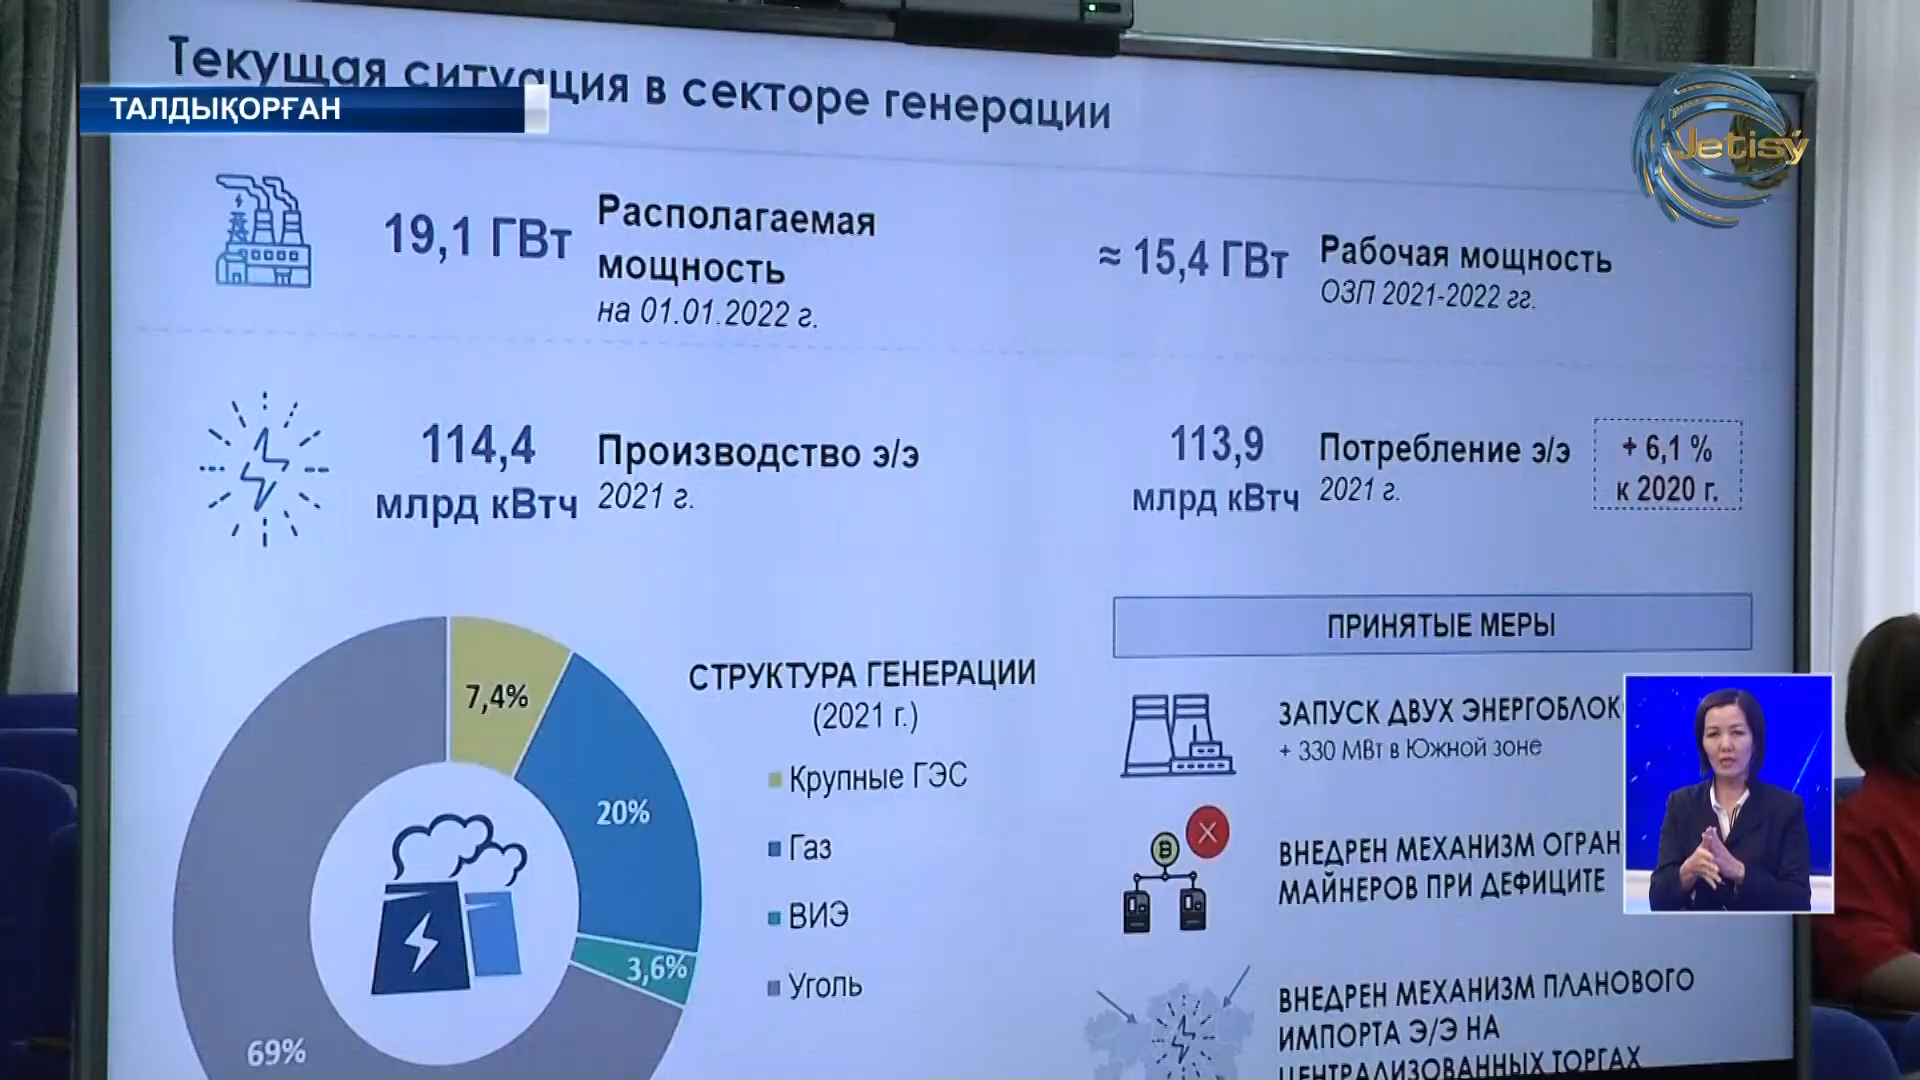 Текущая ситуация в секторе генерации
ТАЛДЫҚОРҒАН
Jetisý
19,1 ГВт
Располагаемая
мощность
на 01.01.2022 г.
≈ 15,4 ГВт
Рабочая мощность
ОЗП 2021-2022 гг.
114,4
млрд кВтч
Производство э/э
2021 г.
113,9
млрд кВтч
Потребление э/э
2021 г.
+ 6,1 %
к 2020 г.
7,4%
20%
3,6%
69%
СТРУКТУРА ГЕНЕРАЦИИ
(2021 г.)
Крупные ГЭС
Газ
ВИЭ
Уголь
ПРИНЯТЫЕ МЕРЫ
ЗАПУСК ДВУХ ЭНЕРГОБЛОК
+ 330 МВт в Южной зоне
B
ВНЕДРЕН МЕХАНИЗМ ОГРАН
МАЙНЕРОВ ПРИ ДЕФИЦИТЕ
ВНЕДРЕН МЕХАНИЗМ ПЛАНОВОГО
ИМПОРТА Э/Э НА
ЦЕНТРАЛИЗОВАННЫХ ТОРГАХ